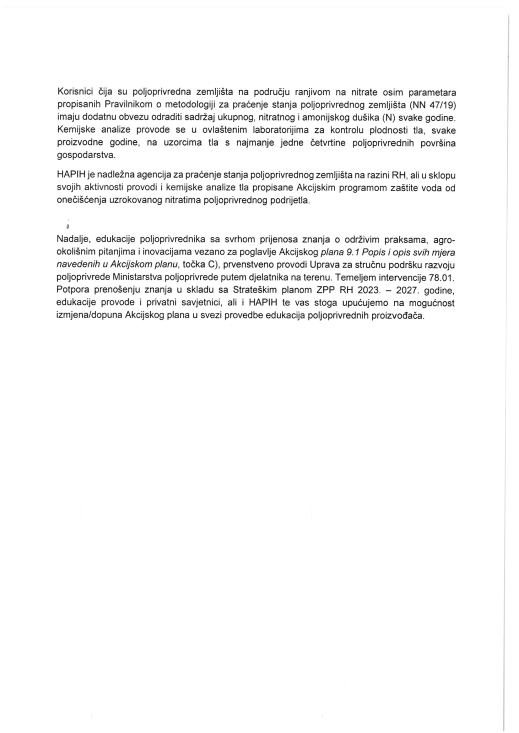 Korisnici čija su poljoprivredna zemljišta na području ranjivom na nitrate osim parametara
propisanih Pravilnikom o metodologiji za praćenje stanja poljoprivrednog zemljišta (NN 47/19)
imaju dodatnu obvezu odraditi sadržaj ukupnog, nitratnog i amonijskog dušika (N) svake godine.
Kemijske analize provode se u ovlaštenim laboratorijima za kontrolu plodnosti tla, svake
proizvodne godine, na uzorcima tla s najmanje jedne četvrtine poljoprivrednih površina
gospodarstva.
HAPIH je nadležna agencija za praćenje stanja poljoprivrednog zemljišta na razini RH, ali u sklopu
svojih aktivnosti provodi i kemijske analize tla propisane Akcijskim programom zaštite voda od
onečišćenja uzrokovanog nitratima poljoprivrednog podrijetla.
Nadalje, edukacije poljoprivrednika sa svrhom prijenosa znanja o održivim praksama, agro-
okolišnim pitanjima i inovacijama vezano za poglavlje Akcijskog plana 9.1 Popis i opis svih mjera
navedenih u Akcijskom planu, točka C), prvenstveno provodi Uprava za stručnu podršku razvoju
poljoprivrede Ministarstva poljoprivrede putem djelatnika na terenu. Temeljem intervencije 78.01.
Potpora prenošenju znanja u skladu sa Strateškim planom ZPP RH 2023. – 2027. godine,
edukacije provode i privatni savjetnici, ali i HAPIH te vas stoga upućujemo na mogućnost
izmjena/dopuna Akcijskog plana u svezi provedbe edukacija poljoprivrednih proizvođača.